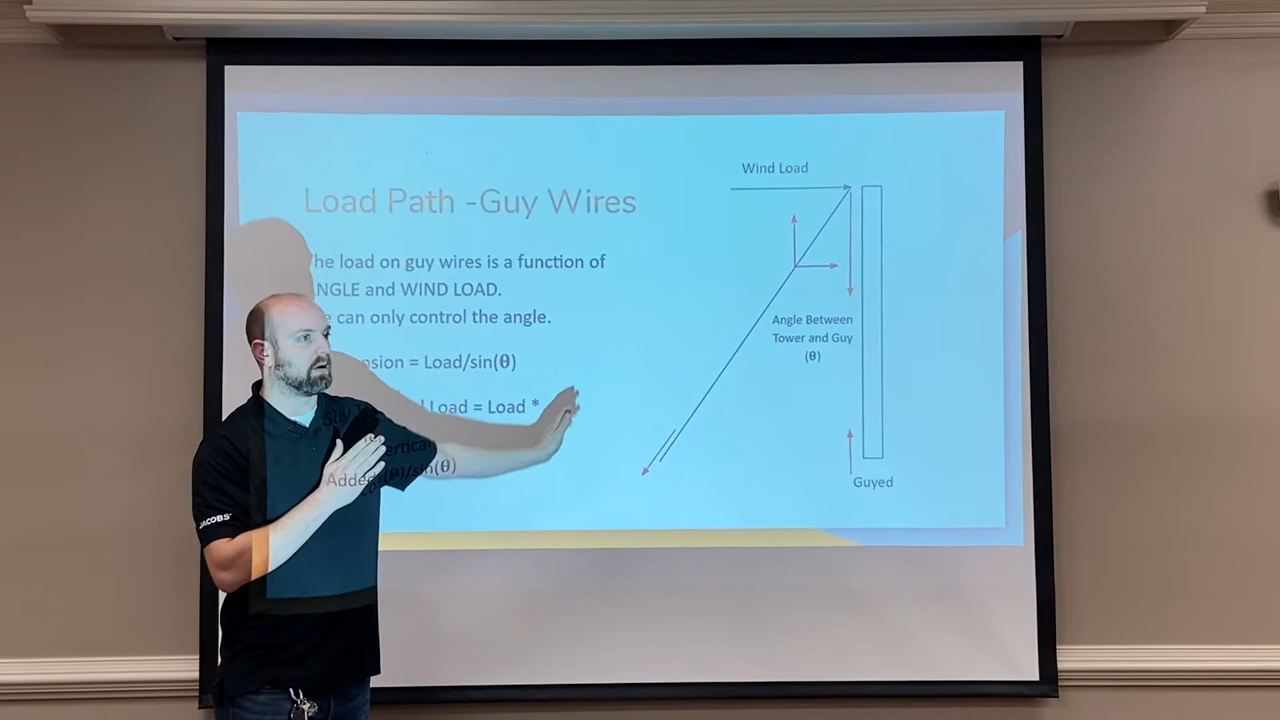 Wind Load
Load Path -Guy Wires
he load on guy wires is a function of
NGLE and WIND LOAD.
can only control the angle.
Angle Between
Tower and Guy
(θ)
nsion = Load/sin(θ)
Load = Load *
Added
Guyed
JACOBS